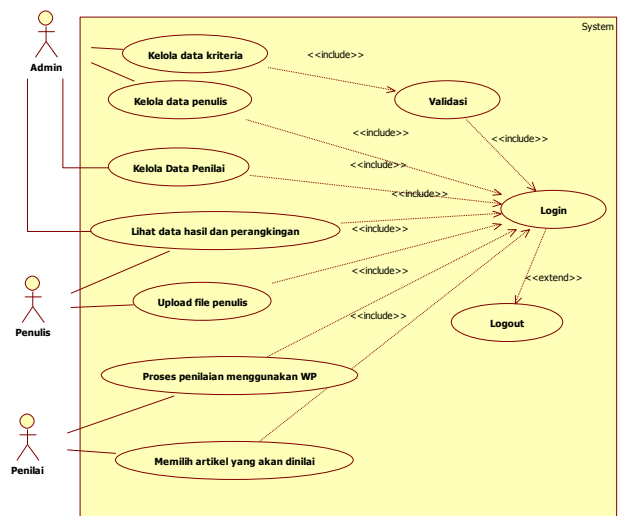 System
Kelola data kriteria
<<include>>
Admin
Kelola data penulis
Validasi
<<include>>
<<include>>
Kelola Data Penilai
<<include>>
<<include>>
Login
Lihat data hasil dan perangkingan
<<include>>
<<include>>
<<extend>>
Upload file penulis
Penulis
<<include>>
Logout
Proses penilaian menggunakan WP
Memilih artikel yang akan dinilai
Penilai